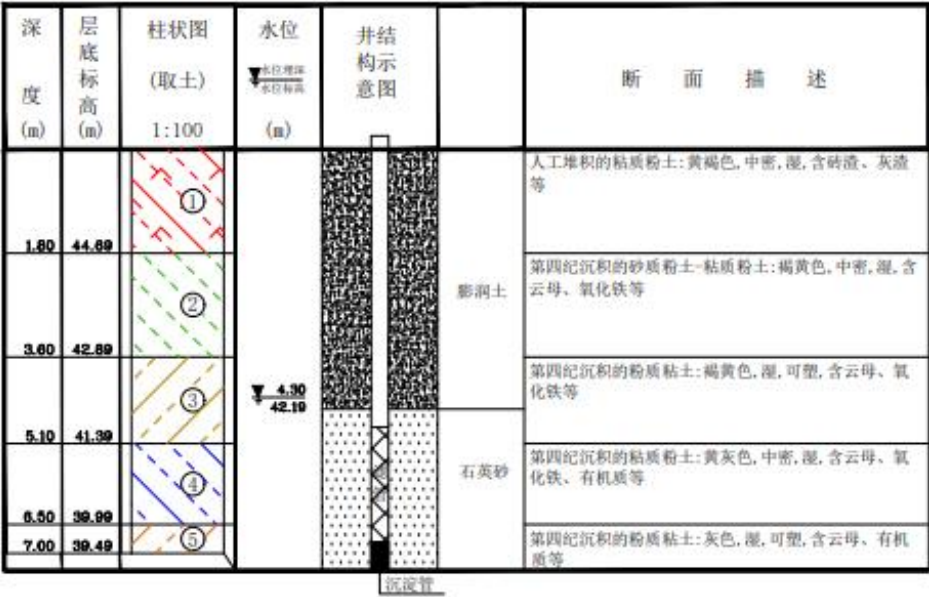 深度(m)
层底标高(m)
柱状图
(取土)
1:100
水位
水位埋深
水位标高
(m)
井结
构示
意图
断 面 描 述
①
人工堆积的粘质粉土:黄褐色,中密,湿,含砖渣、灰渣
等
1.80 44.69
②
第四纪沉积的砂质粉土-粘质粉土:褐黄色,中密,湿,含
云母、氧化铁等
膨润土
3.60 42.89
③
第四纪沉积的粉质粘土:褐黄色,湿,可塑,含云母、氧
化铁等
4.30
42.19
5.10 41.39
④
石英砂
第四纪沉积的粘质粉土:黄灰色,中密,湿,含云母、氧
化铁、有机质等
6.50 39.99
⑤
第四纪沉积的粉质粘土:灰色,湿,可塑,含云母、有机
质等
7.00 39.49
沉淀管